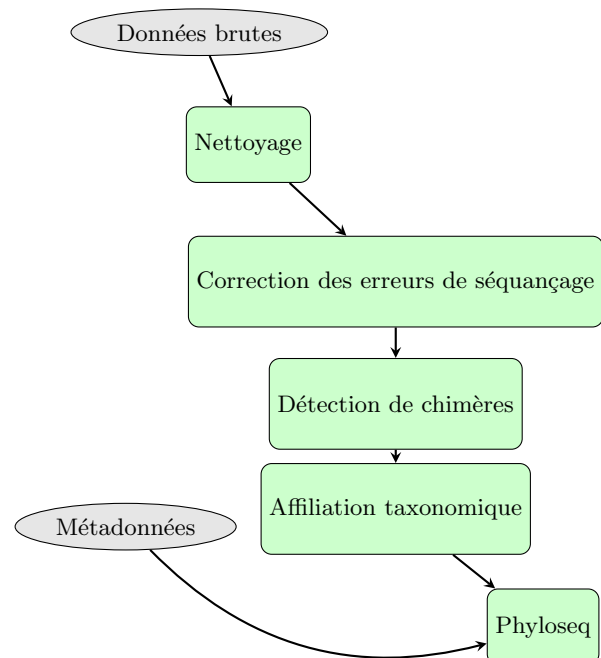 Données brutes
Nettoyage
Correction des erreurs de séquançage
Détection de chimères
Affiliation taxonomique
Métadonnées
Phyloseq